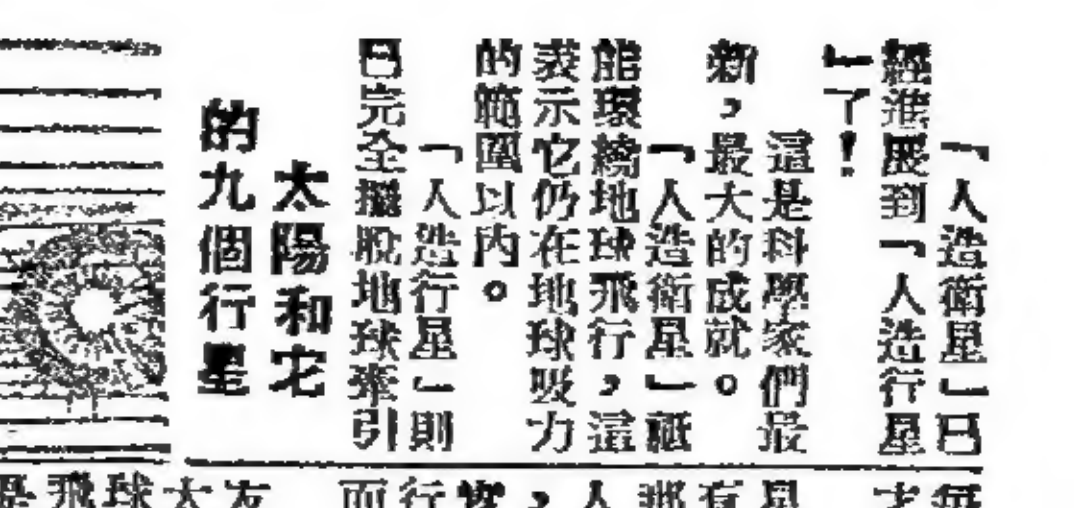 「人造衛星」已
經進展到「人造行星
」了！
這是科學家們最
新，最大的成就。
「人造衛星」祗
能環繞地球飛行，這
表示它仍在地球吸力
的範圍以內。
「人造行星」則
已完全擺脫地球牽引
太陽和它
的九個行星